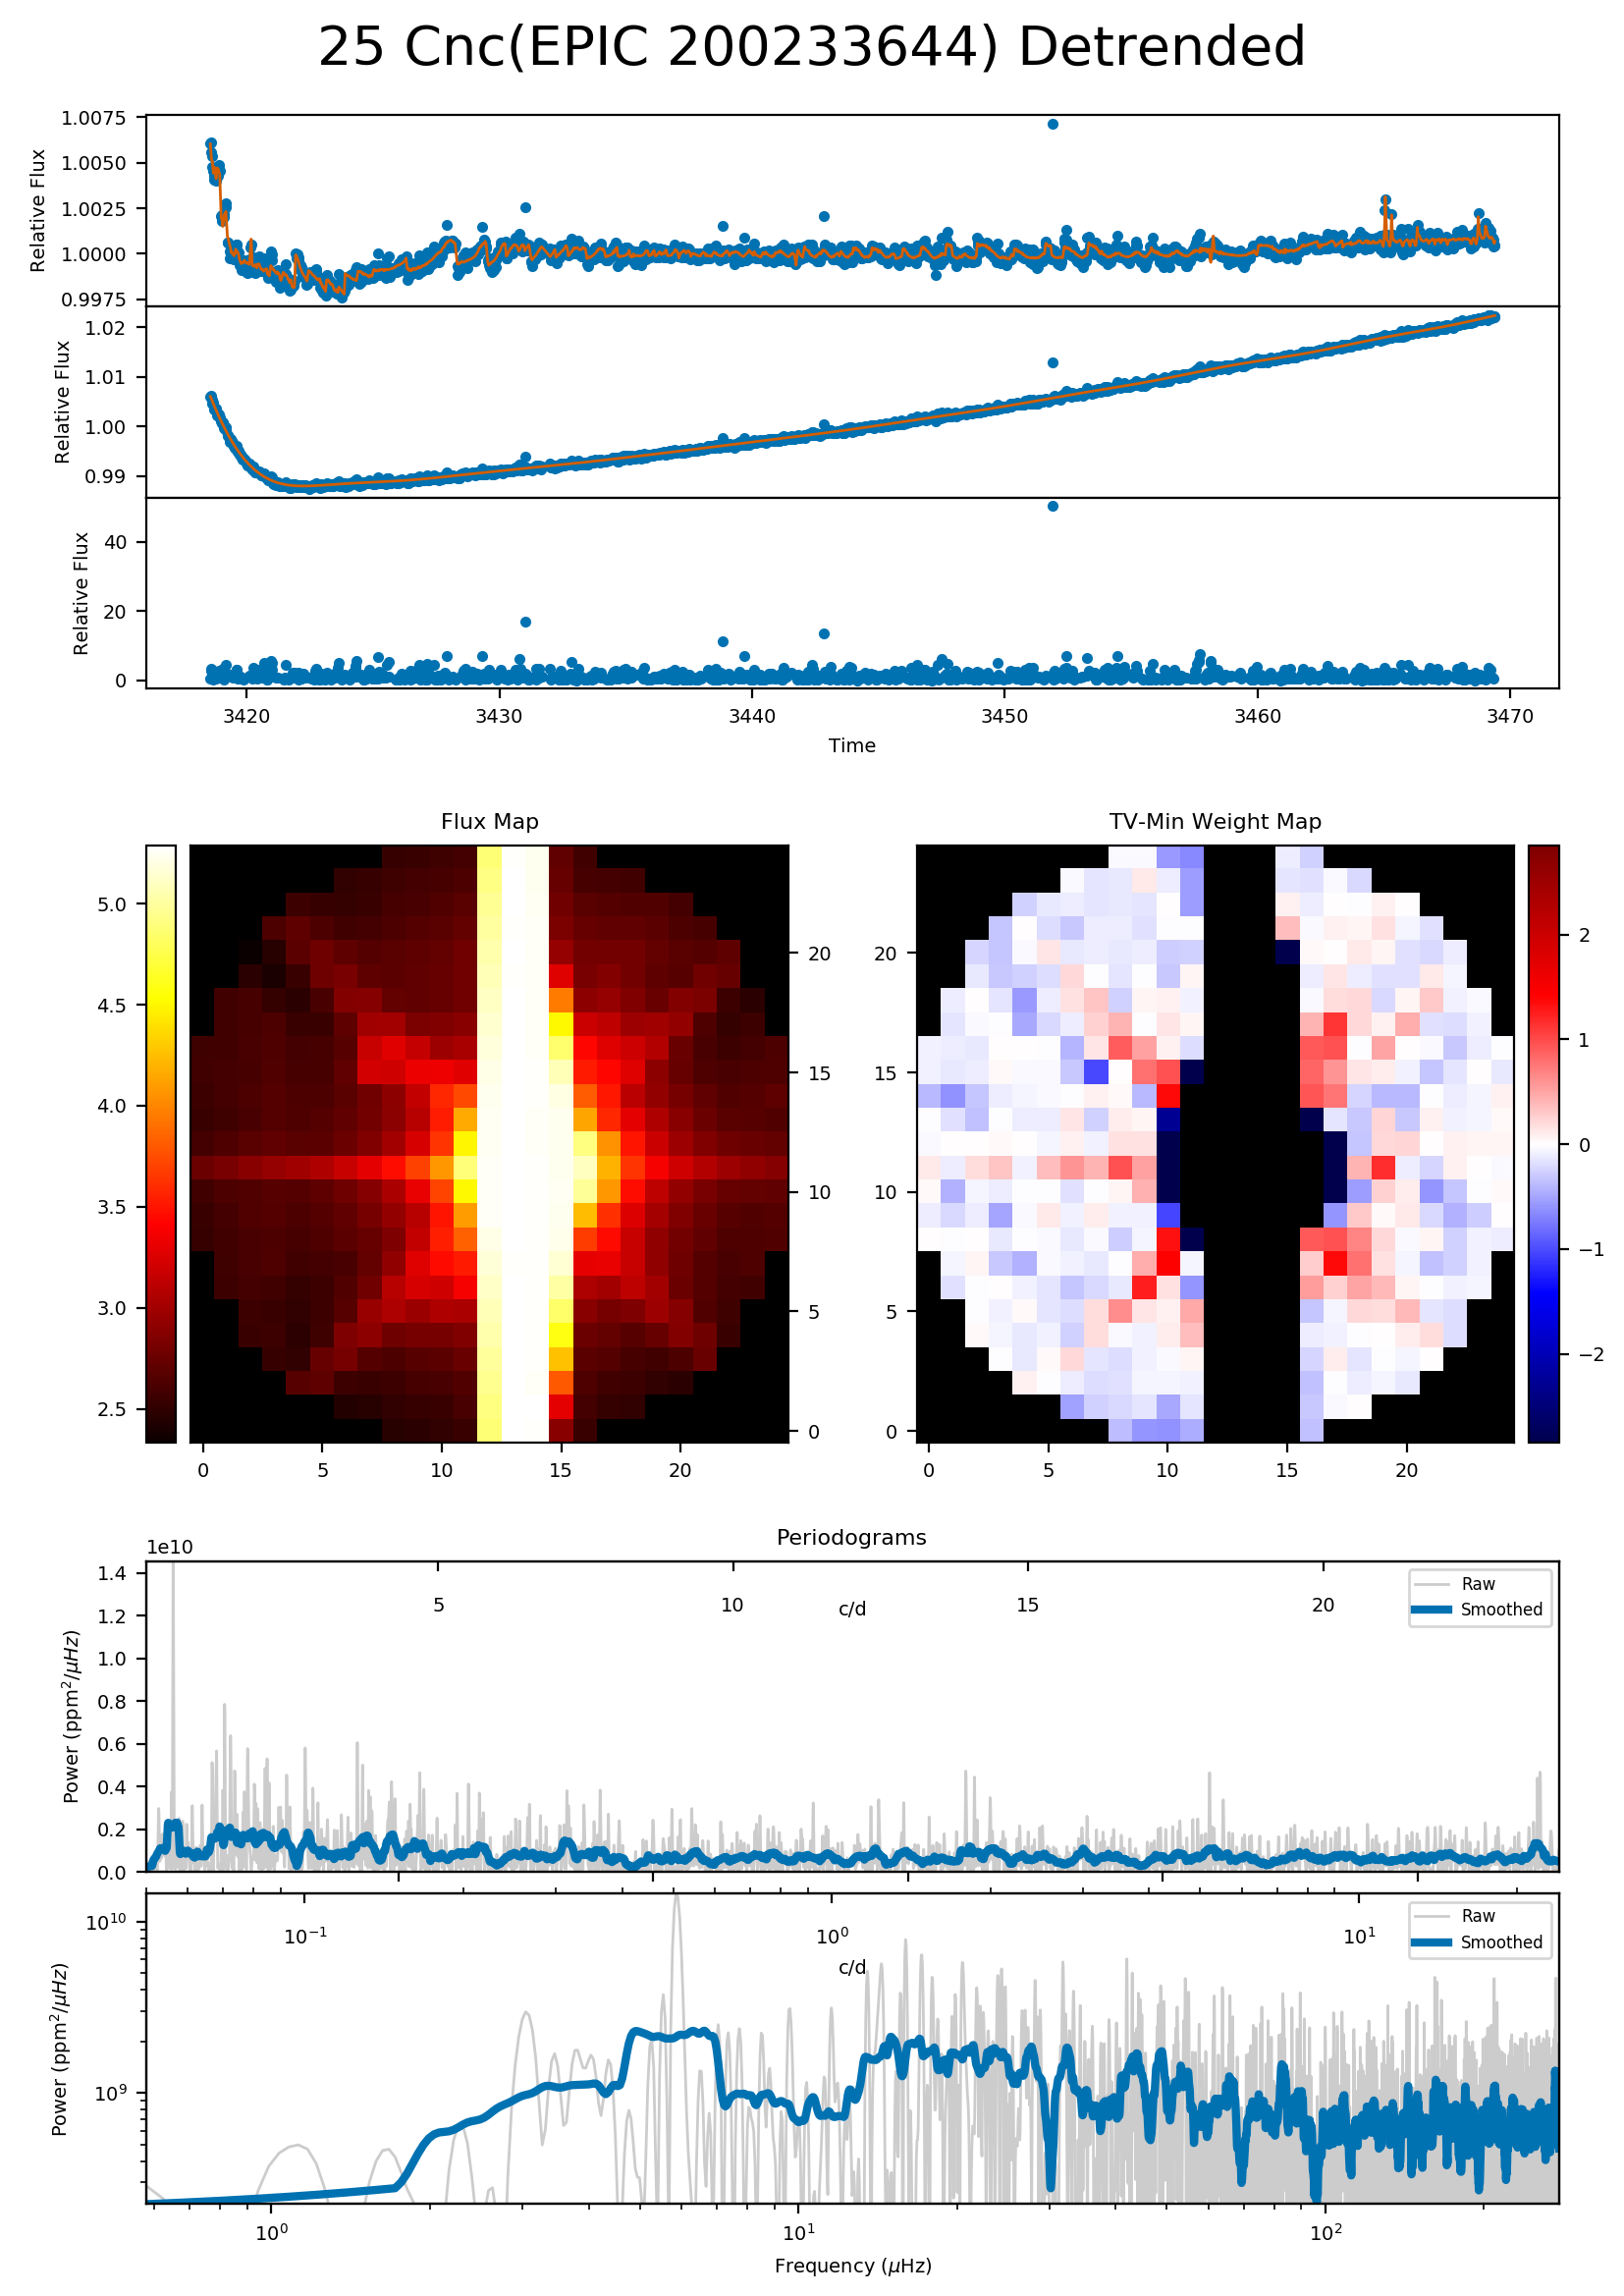 25 Cnc(EPIC 200233644) Detrended
Relative Flux
1.0075
1.0050
1.0025
1.0000
0.9975
Relative Flux
1.02
1.01
1.00
0.99
Relative Flux
40
20
0
3420 3430 3440 3450 3460 3470
Time
Flux Map
5.0
4.5
4.0
3.5
3.0
2.5
20
15
10
5
0
0 5 10 15 20
TV-Min Weight Map
20
15
10
5
0
0 5 10 15 20
2
1
0
−1
−2
Periodograms
1e10
Power (ppm²/μHz)
1.4
1.2
1.0
0.8
0.6
0.4
0.2
0.0
5 10 15 20
c/d
Raw
Smoothed
Power (ppm²/μHz)
10¹⁰
10⁹
10⁻¹ 10⁰ 10¹
c/d
Raw
Smoothed
10⁰ 10¹ 10²
Frequency (μHz)